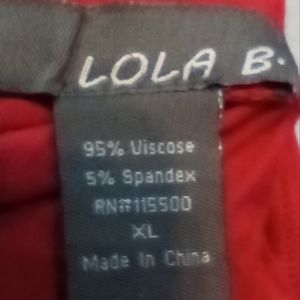 LOLA B.
95% Viscose
5% Spandex
RN#115500
XL
Made In China